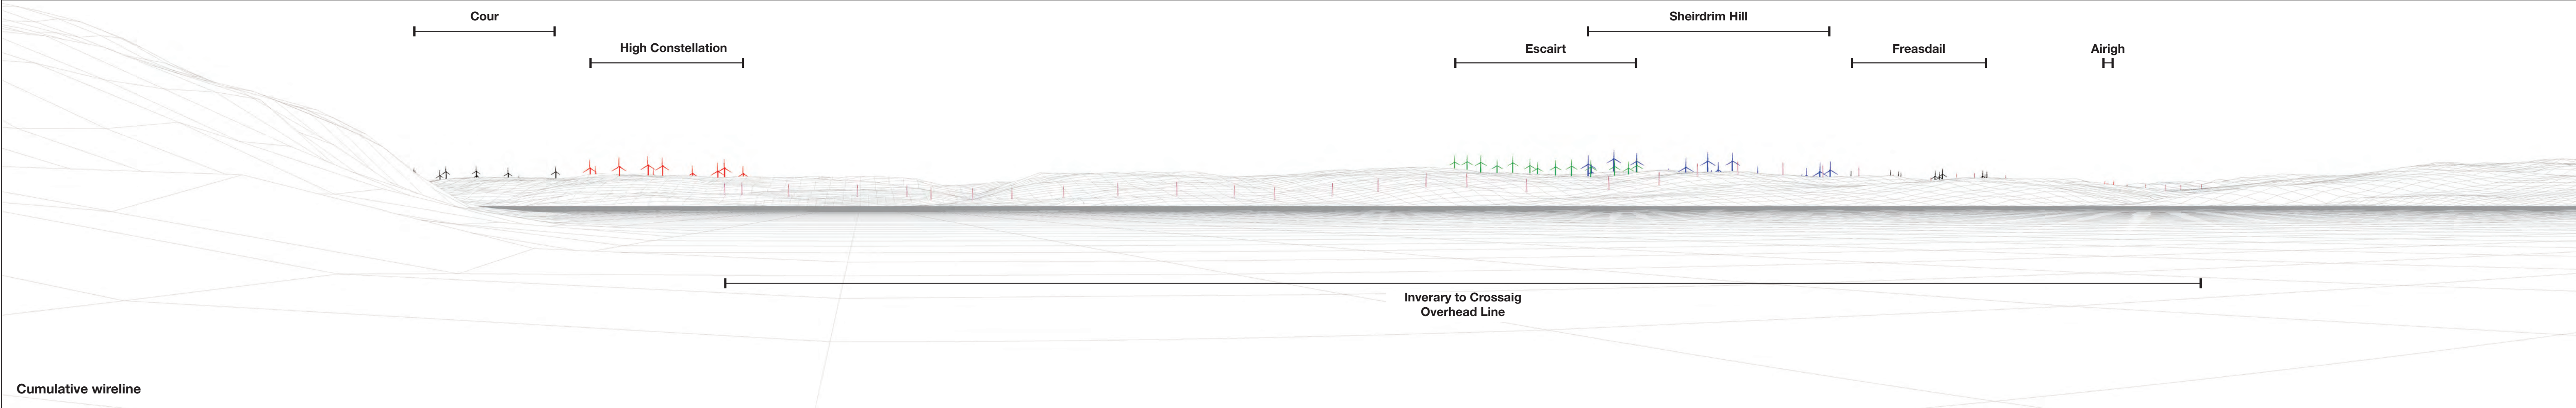 Cour
Sheirdrim Hill
High Constellation
Escairt
Freasdail
Airigh
Inverary to Crossaig
Overhead Line
Cumulative wireline